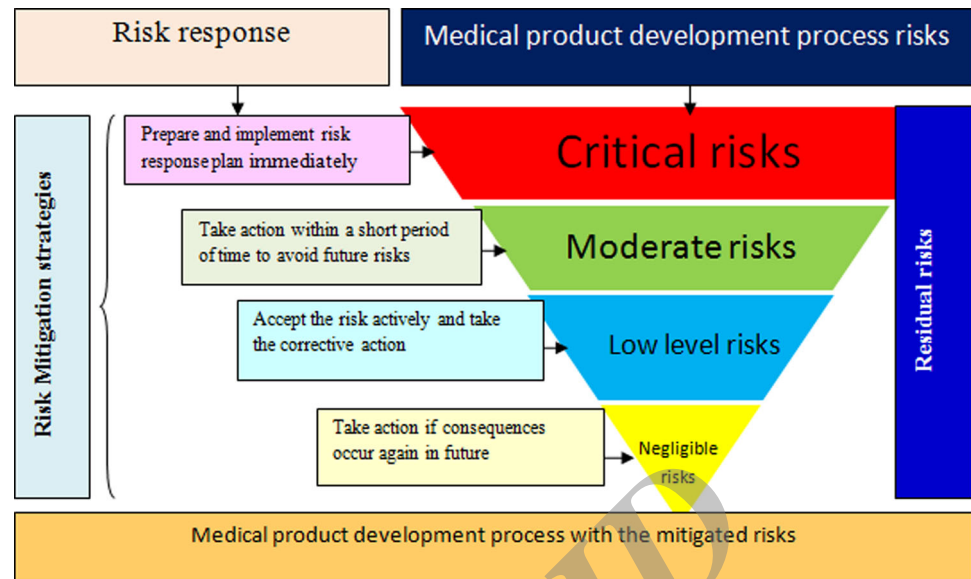 Risk response
Medical product development process risks
Risk Mitigation strategies
Prepare and implement risk
response plan immediately
Critical risks
Take action within a short period
of time to avoid future risks
Moderate risks
Accept the risk actively and take
the corrective action
Low level risks
Take action if consequences
occur again in future
Negligible
risks
Residual risks
Medical product development process with the mitigated risks